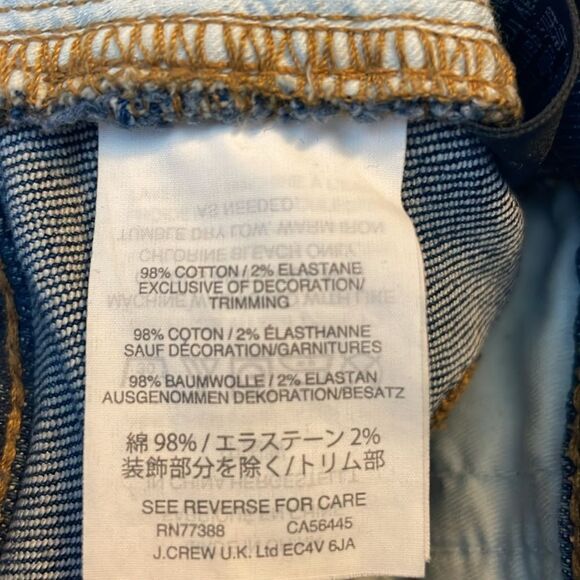 98% COTTON / 2% ELASTANE
EXCLUSIVE OF DECORATION/
TRIMMING
98% COTON / 2% ÉLASTHANNE
SAUF DÉCORATION/GARNITURES
98% BAUMWOLLE / 2% ELASTAN
AUSGENOMMEN DEKORATION/BESATZ
綿 98% / エラステーン 2%
装飾部分を除く/トリム部
SEE REVERSE FOR CARE
RN77388 CA56445
J.CREW U.K. Ltd EC4V 6JA